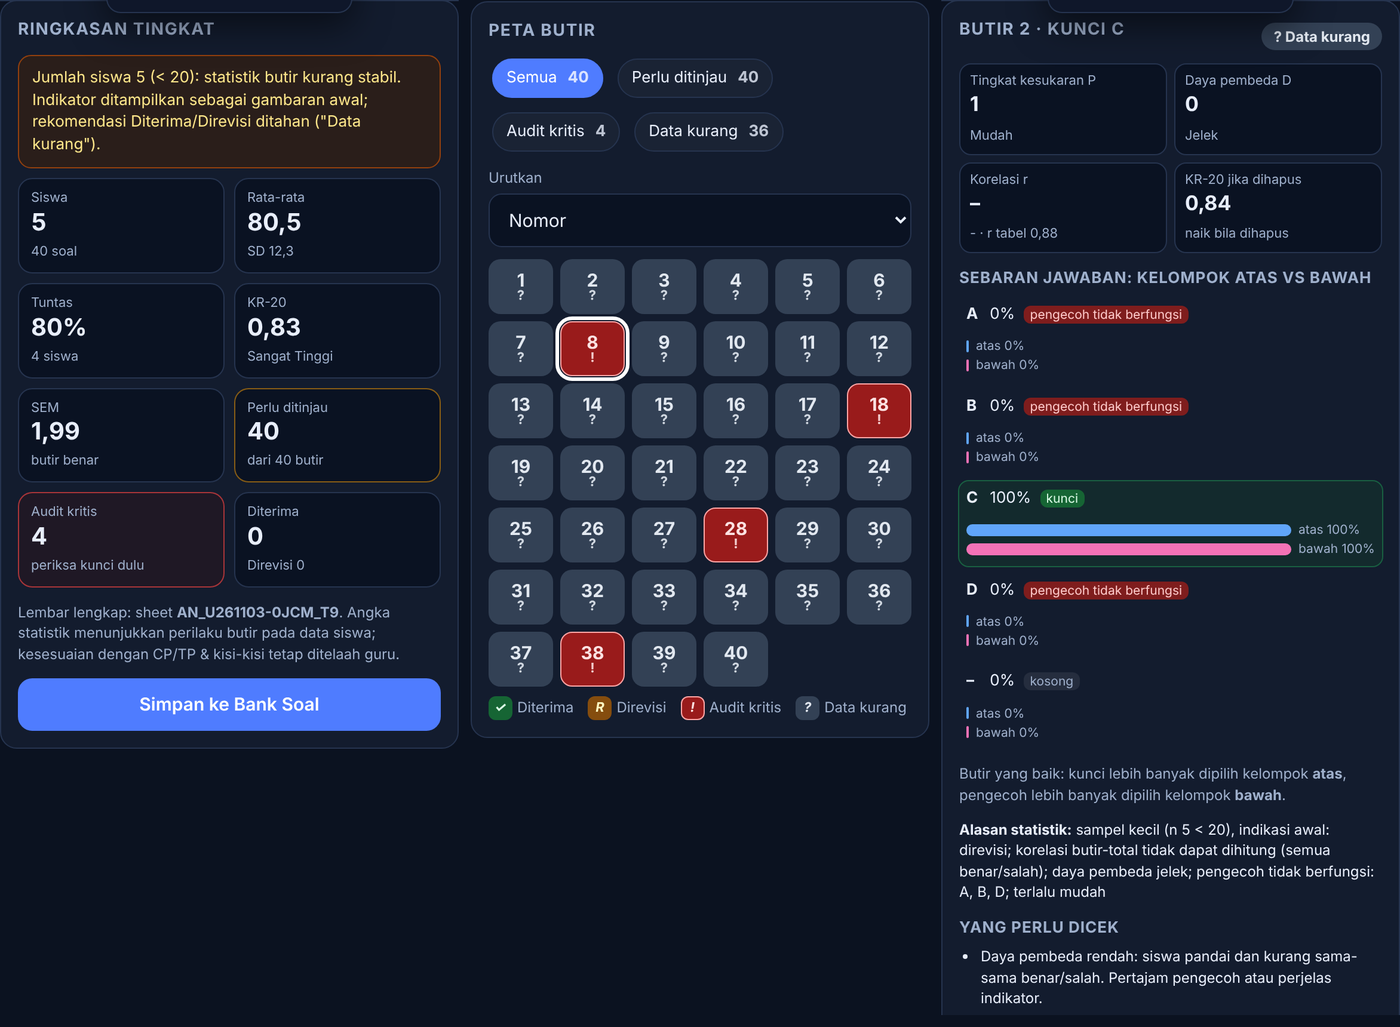 RINGKASAN TINGKAT
Jumlah siswa 5 (< 20): statistik butir kurang stabil.
Indikator ditampilkan sebagai gambaran awal;
rekomendasi Diterima/Direvisi ditahan ("Data
kurang").
Siswa
5
40 soal
Rata-rata
80,5
SD 12,3
Tuntas
80%
4 siswa
KR-20
0,83
Sangat Tinggi
SEM
1,99
butir benar
Perlu ditinjau
40
dari 40 butir
Audit kritis
4
periksa kunci dulu
Diterima
0
Direvisi 0
Lembar lengkap: sheet AN_U261103-0JCM_T9. Angka
statistik menunjukkan perilaku butir pada data siswa;
kesesuaian dengan CP/TP & kisi-kisi tetap ditelaah guru.
Simpan ke Bank Soal
PETA BUTIR
Semua 40
Perlu ditinjau 40
Audit kritis 4
Data kurang 36
Urutkan
Nomor
1 2 3 4 5 6
? ? ? ? ? ?
7 8 9 10 11 12
? ! ? ? ? ?
13 14 15 16 17 18
? ? ? ? ? !
19 20 21 22 23 24
? ? ? ? ? ?
25 26 27 28 29 30
? ? ? ! ? ?
31 32 33 34 35 36
? ? ? ? ? ?
37 38 39 40
? ! ? ?
✓ Diterima R Direvisi ! Audit kritis ? Data kurang
BUTIR 2 · KUNCI C
? Data kurang
Tingkat kesukaran P
1
Mudah
Daya pembeda D
0
Jelek
Korelasi r
–
- · r tabel 0,88
KR-20 jika dihapus
0,84
naik bila dihapus
SEBARAN JAWABAN: KELOMPOK ATAS VS BAWAH
A 0% pengecoh tidak berfungsi
atas 0%
bawah 0%
B 0% pengecoh tidak berfungsi
atas 0%
bawah 0%
C 100% kunci
atas 100%
bawah 100%
D 0% pengecoh tidak berfungsi
atas 0%
bawah 0%
– 0% kosong
atas 0%
bawah 0%
Butir yang baik: kunci lebih banyak dipilih kelompok atas,
pengecoh lebih banyak dipilih kelompok bawah.
Alasan statistik: sampel kecil (n 5 < 20), indikasi awal:
direvisi; korelasi butir-total tidak dapat dihitung (semua
benar/salah); daya pembeda jelek; pengecoh tidak berfungsi:
A, B, D; terlalu mudah
YANG PERLU DICEK
• Daya pembeda rendah: siswa pandai dan kurang sama-
sama benar/salah. Pertajam pengecoh atau perjelas
indikator.